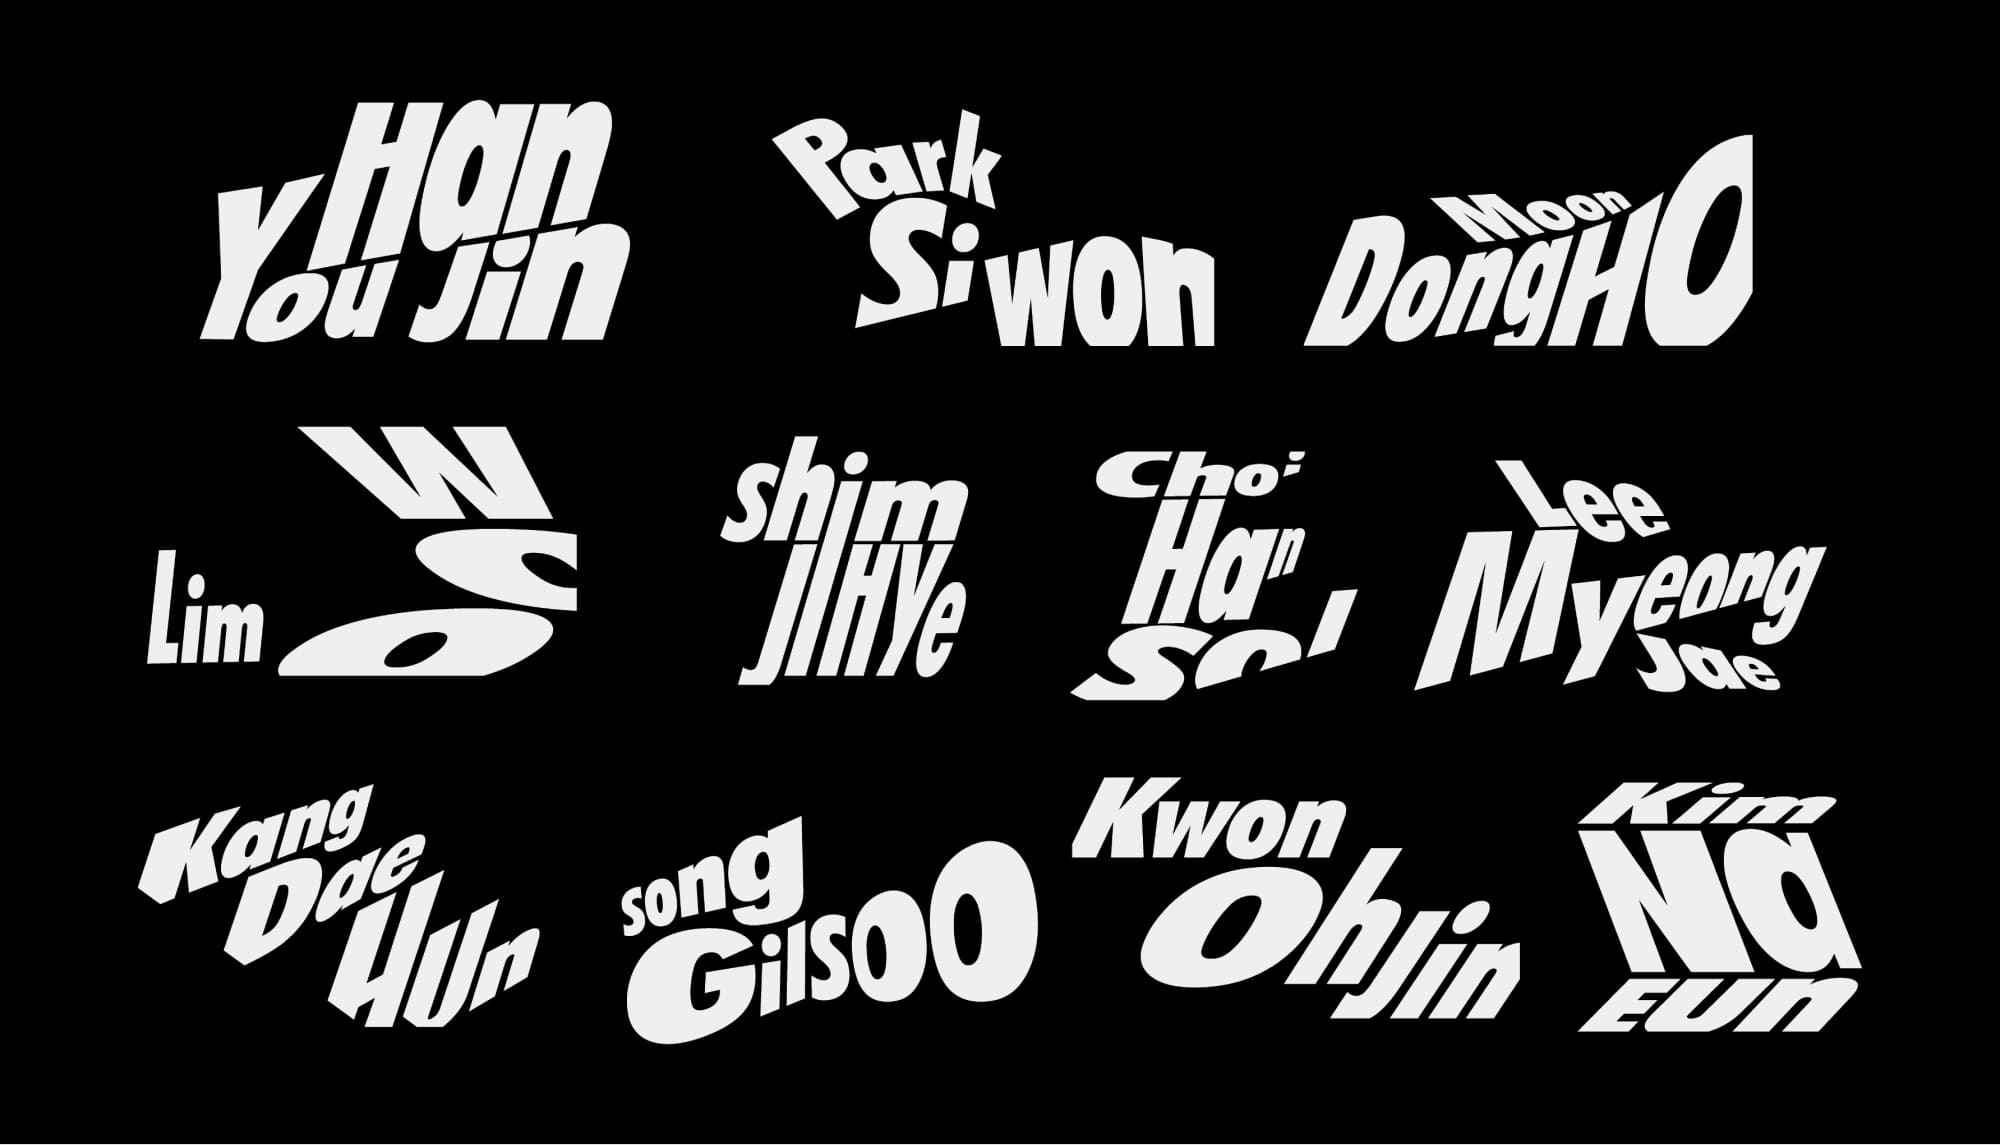 Han
You Jin
Park
Siwon
Moon
DongHO
Lim
W
S
O
shim
JIHYe
Choi
Han
Sol
Lee
Myeong
Jae
Kang
Dae
HUn
song
GilsOO
Kwon
OhJin
Kim
Na
EUn